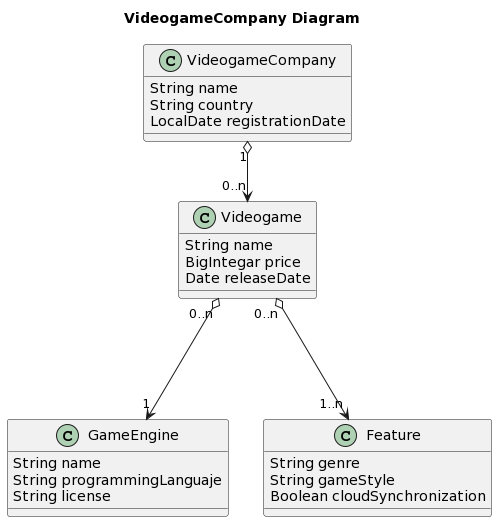 VideogameCompany Diagram
C VideogameCompany
String name
String country
LocalDate registrationDate
1
0..n
C Videogame
String name
BigIntegar price
Date releaseDate
0..n
0..n
1
1..n
C GameEngine
String name
String programmingLanguaje
String license
C Feature
String genre
String gameStyle
Boolean cloudSynchronization